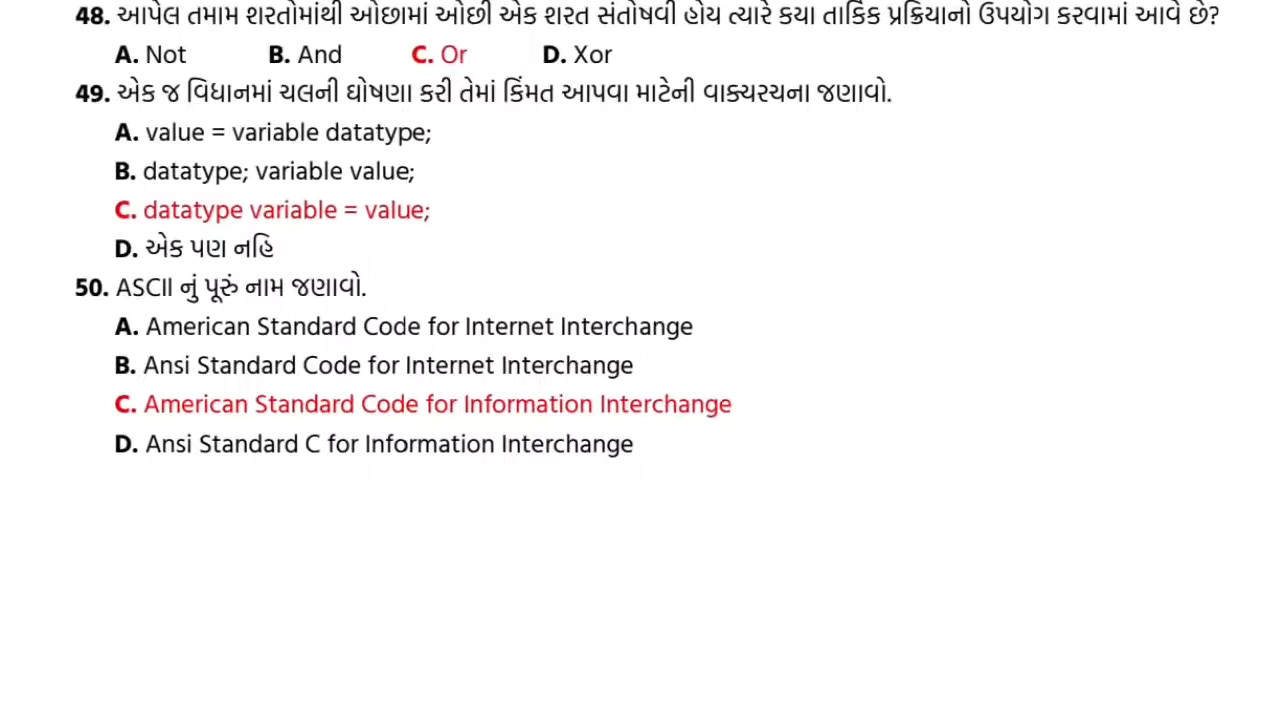 48. આપેલ તમામ શરતોમાંથી ઓછામાં ઓછી એક શરત સંતોષવી હોય ત્યારે કયા તાર્કિક પ્રક્રિયાનો ઉપયોગ કરવામાં આવે છે?
A. Not B. And C. Or D. Xor
49. એક જ વિધાનમાં ચલની ઘોષણા કરી તેમાં કિંમત આપવા માટેની વાક્યરચના જણાવો.
A. value = variable datatype;
B. datatype; variable value;
C. datatype variable = value;
D. એક પણ નહિ
50. ASCII નું પૂરું નામ જણાવો.
A. American Standard Code for Internet Interchange
B. Ansi Standard Code for Internet Interchange
C. American Standard Code for Information Interchange
D. Ansi Standard C for Information Interchange